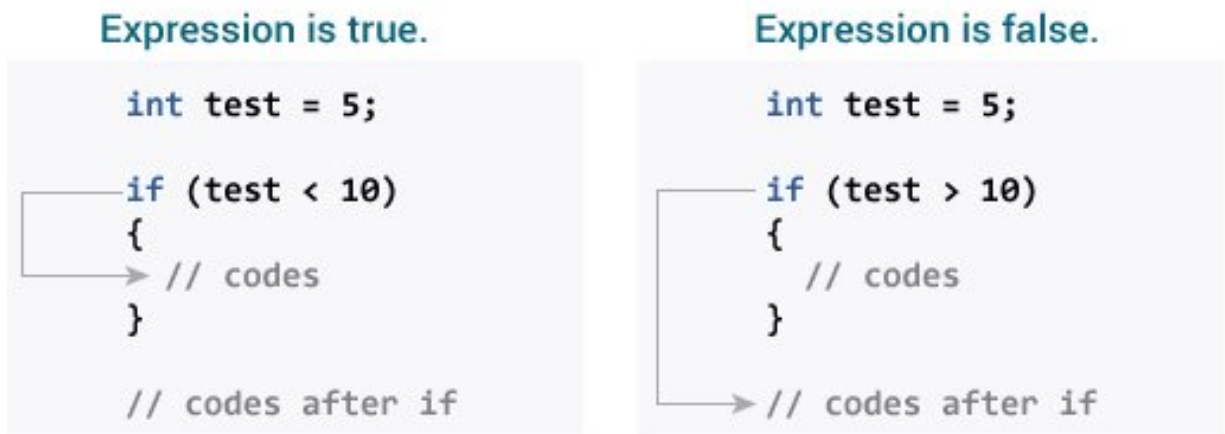 Expression is true.
int test = 5;
if (test < 10)
{
// codes
}
// codes after if
Expression is false.
int test = 5;
if (test > 10)
{
// codes
}
// codes after if